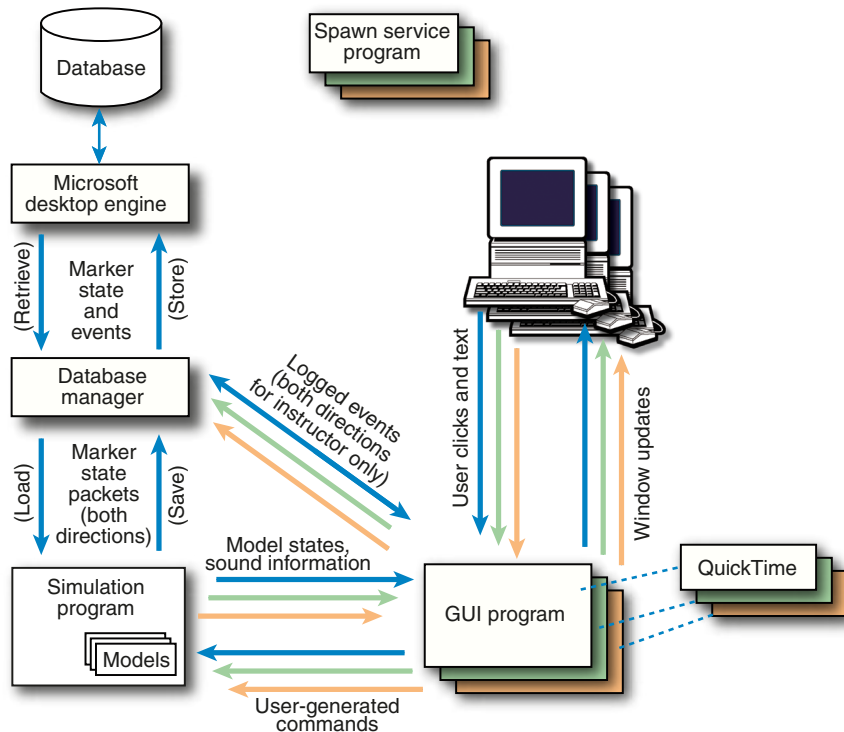 Spawn service
program
Database
Microsoft
desktop engine
(Retrieve)
Marker
state
and
events
(Store)
Database
manager
Logged events
(both directions
for instructor only)
User clicks and text
Window updates
(Load)
Marker
state
packets
(both
directions)
(Save)
Model states,
sound information
Simulation
program
Models
GUI program
QuickTime
User-generated
commands